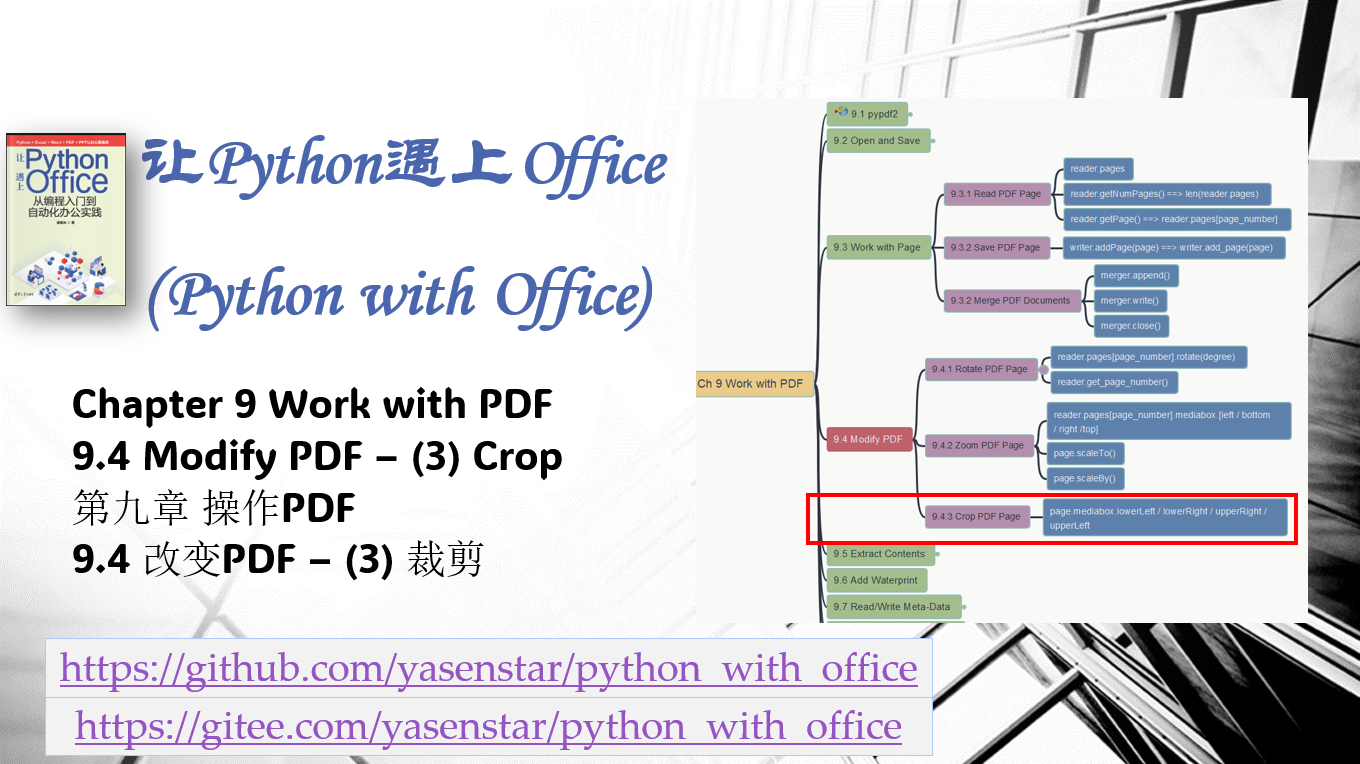 让Python遇上Office
(Python with Office)
Python + Excel + Word + PDF + PPT
让
Python
遇上
Office
从编程入门到
自动化办公实践
Chapter 9 Work with PDF
9.4 Modify PDF – (3) Crop
第九章 操作PDF
9.4 改变PDF – (3) 裁剪
https://github.com/yasenstar/python_with_office
https://gitee.com/yasenstar/python_with_office
Ch 9 Work with PDF
9.1 pypdf2
9.2 Open and Save
9.3 Work with Page
9.3.1 Read PDF Page
reader.pages
reader.getNumPages() ==> len(reader.pages)
reader.getPage() ==> reader.pages[page_number]
9.3.2 Save PDF Page
writer.addPage(page) ==> writer.add_page(page)
9.3.2 Merge PDF Documents
merger.append()
merger.write()
merger.close()
9.4 Modify PDF
9.4.1 Rotate PDF Page
reader.pages[page_number].rotate(degree)
reader.get_page_number()
9.4.2 Zoom PDF Page
reader.pages[page_number].mediabox.[left / bottom
/ right /top]
page.scaleTo()
page.scaleBy()
9.4.3 Crop PDF Page
page.mediabox.lowerLeft / lowerRight / upperRight /
upperLeft
9.5 Extract Contents
9.6 Add Waterprint
9.7 Read/Write Meta-Data